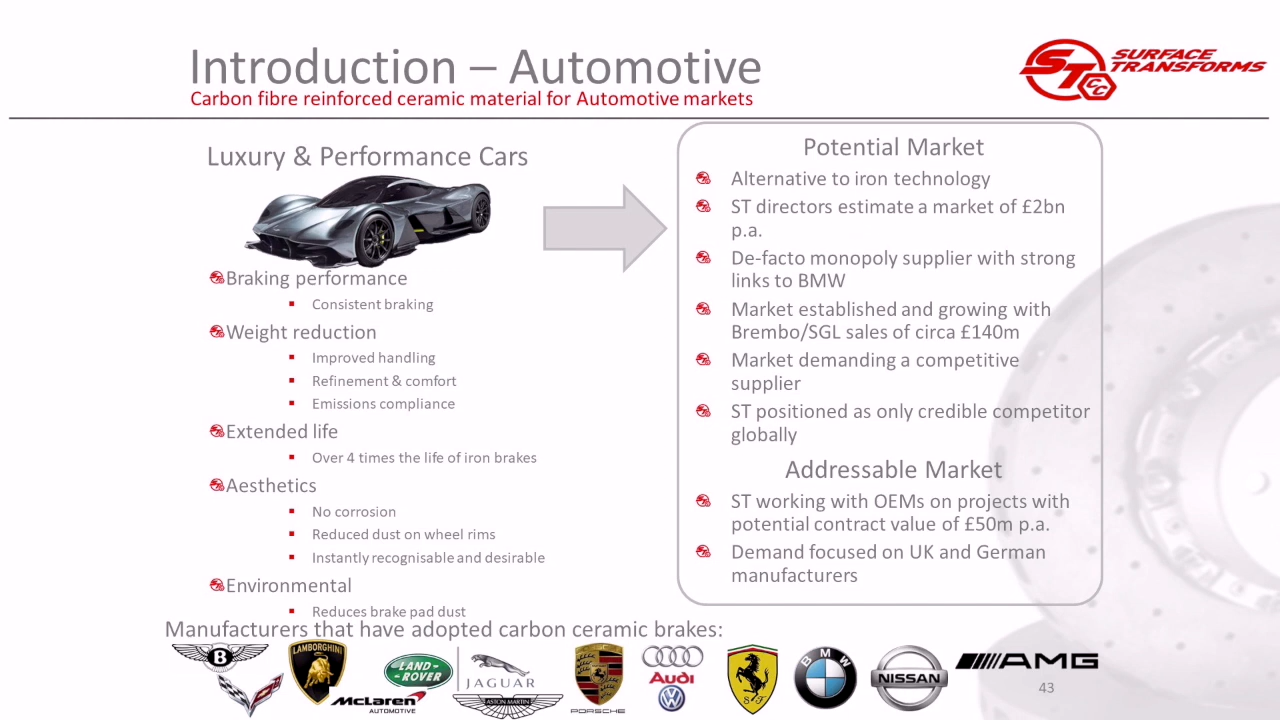 Introduction – Automotive
Carbon fibre reinforced ceramic material for Automotive markets
ST
CC
SURFACE
TRANSFORMS
Luxury & Performance Cars
Braking performance
Consistent braking
Weight reduction
Improved handling
Refinement & comfort
Emissions compliance
Extended life
Over 4 times the life of iron brakes
Aesthetics
No corrosion
Reduced dust on wheel rims
Instantly recognisable and desirable
Environmental
Reduces brake pad dust
Potential Market
Alternative to iron technology
ST directors estimate a market of £2bn
p.a.
De-facto monopoly supplier with strong
links to BMW
Market established and growing with
Brembo/SGL sales of circa £140m
Market demanding a competitive
supplier
ST positioned as only credible competitor
globally
Addressable Market
ST working with OEMs on projects with
potential contract value of £50m p.a.
Demand focused on UK and German
manufacturers
Manufacturers that have adopted carbon ceramic brakes:
B
LAMBORGHINI
McLaren
AUTOMOTIVE
LAND-
ROVER
JAGUAR
ASTON MARTIN
PORSCHE
Audi
S F
BMW
NISSAN
AMG
43